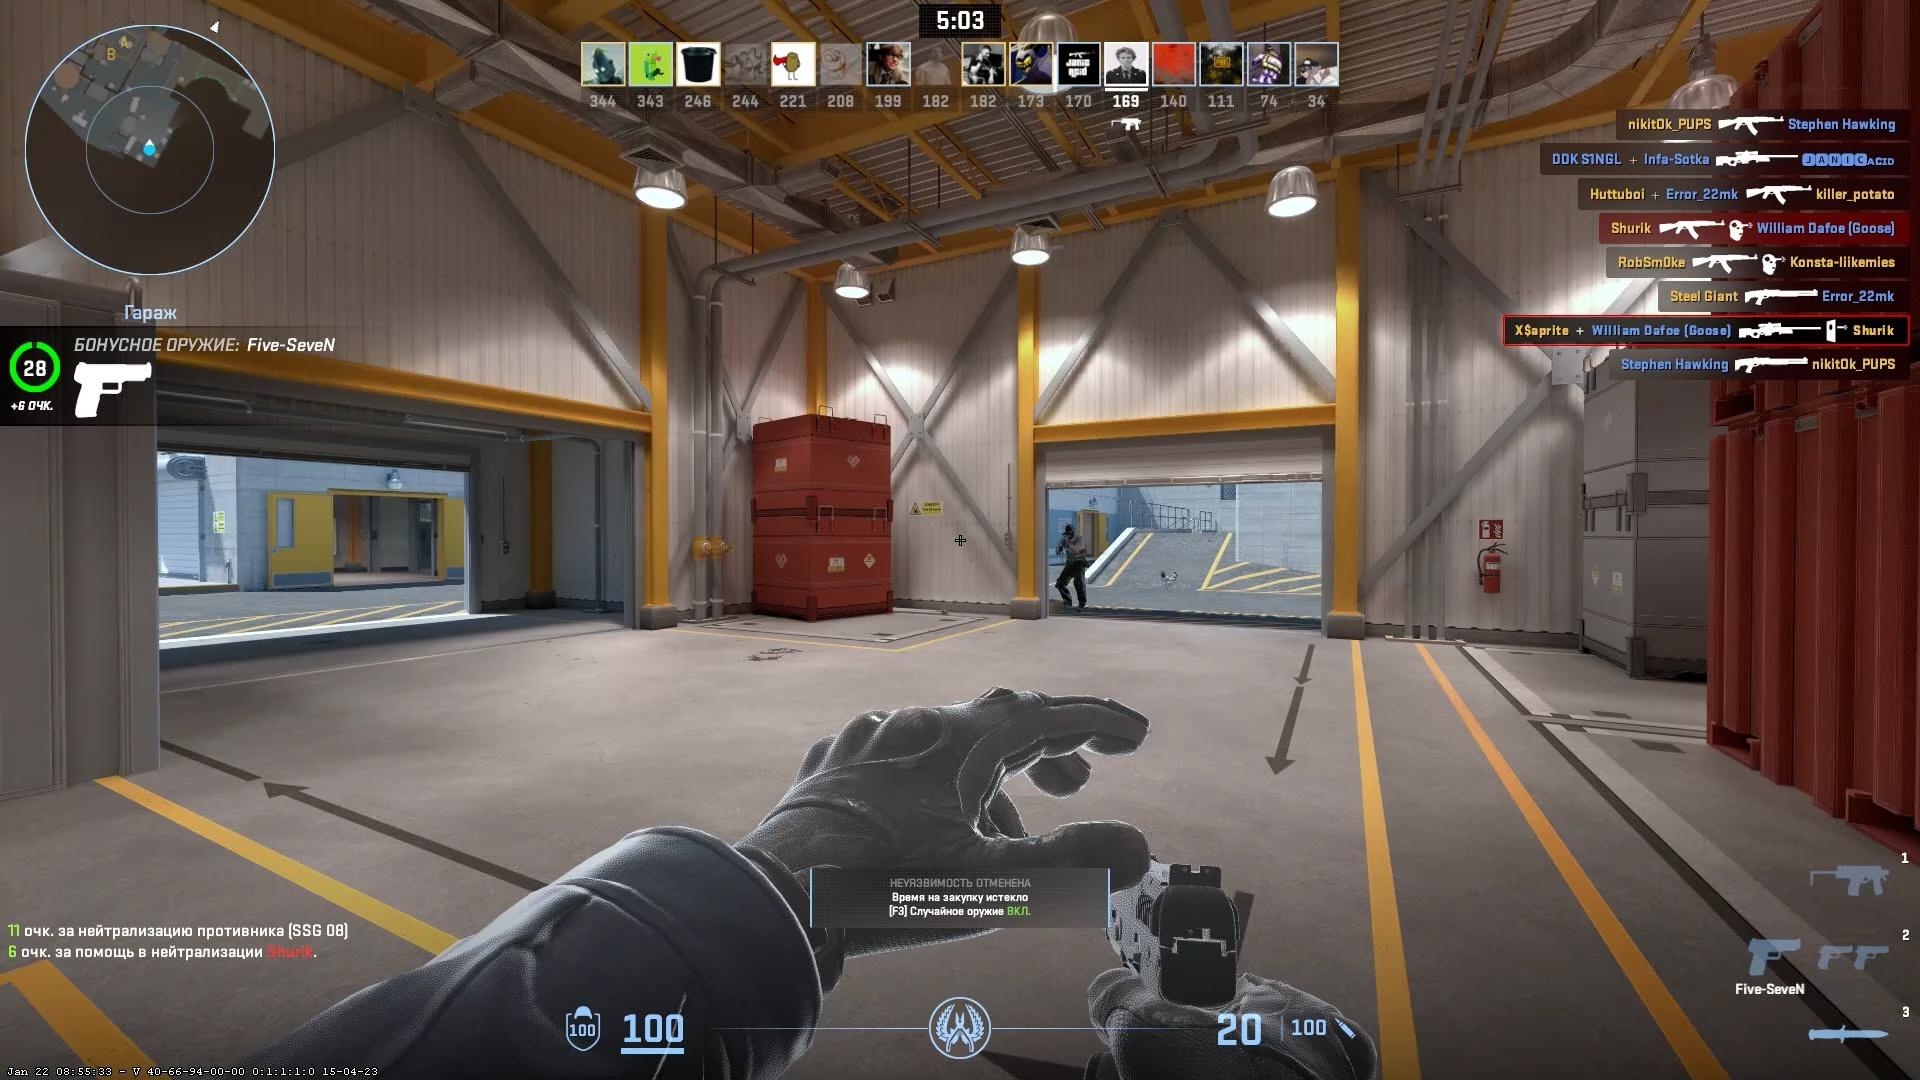 5:03
B A
JANIC ACID
344 343 246 244 221 208 199 182 182 173 170 169 140 111 74 34
nikitOk_PUPS Stephen Hawking
DDK S1NGL + Infa-Sotka JANICACID
Huttuboi + Error_22mk killer_potato
Shurik William Dafoe (Goose)
RobSmOke Konsta-liikemies
Steel Giant Error_22mk
X$aprite + William Dafoe (Goose) Shurik
Stephen Hawking nikitOk_PUPS
Гараж
БОНУСНОЕ ОРУЖИЕ: Five-SeveN
28
+6 ОЧК.
НЕУЯЗВИМОСТЬ ОТМЕНЕНА
Время на закупку истекло
[F3] Случайное оружие ВКЛ.
11 очк. за нейтрализацию противника (SSG 08)
6 очк. за помощь в нейтрализации Shurik.
1
2
Five-SeveN
3
100 100
20 100
Jan 22 08:55:33 - V 40-66-94-00-00 0:1:1:1:0 15-04-23